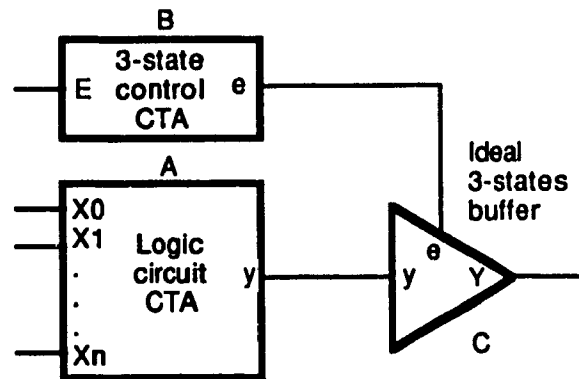 B
3-state
control
CTA
E
e
A
X0
X1
.
.
.
Xn
Logic
circuit
CTA
y
Ideal
3-states
buffer
e
y
Y
C